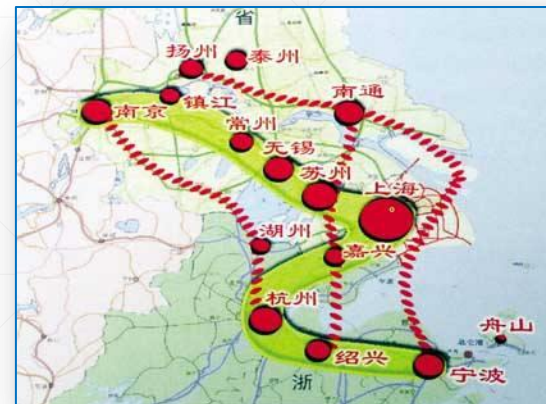 省
扬州
泰州
南京
镇江
南通
常州
无锡
苏州
上海
湖州
嘉兴
杭州
舟山
绍兴
宁波
浙